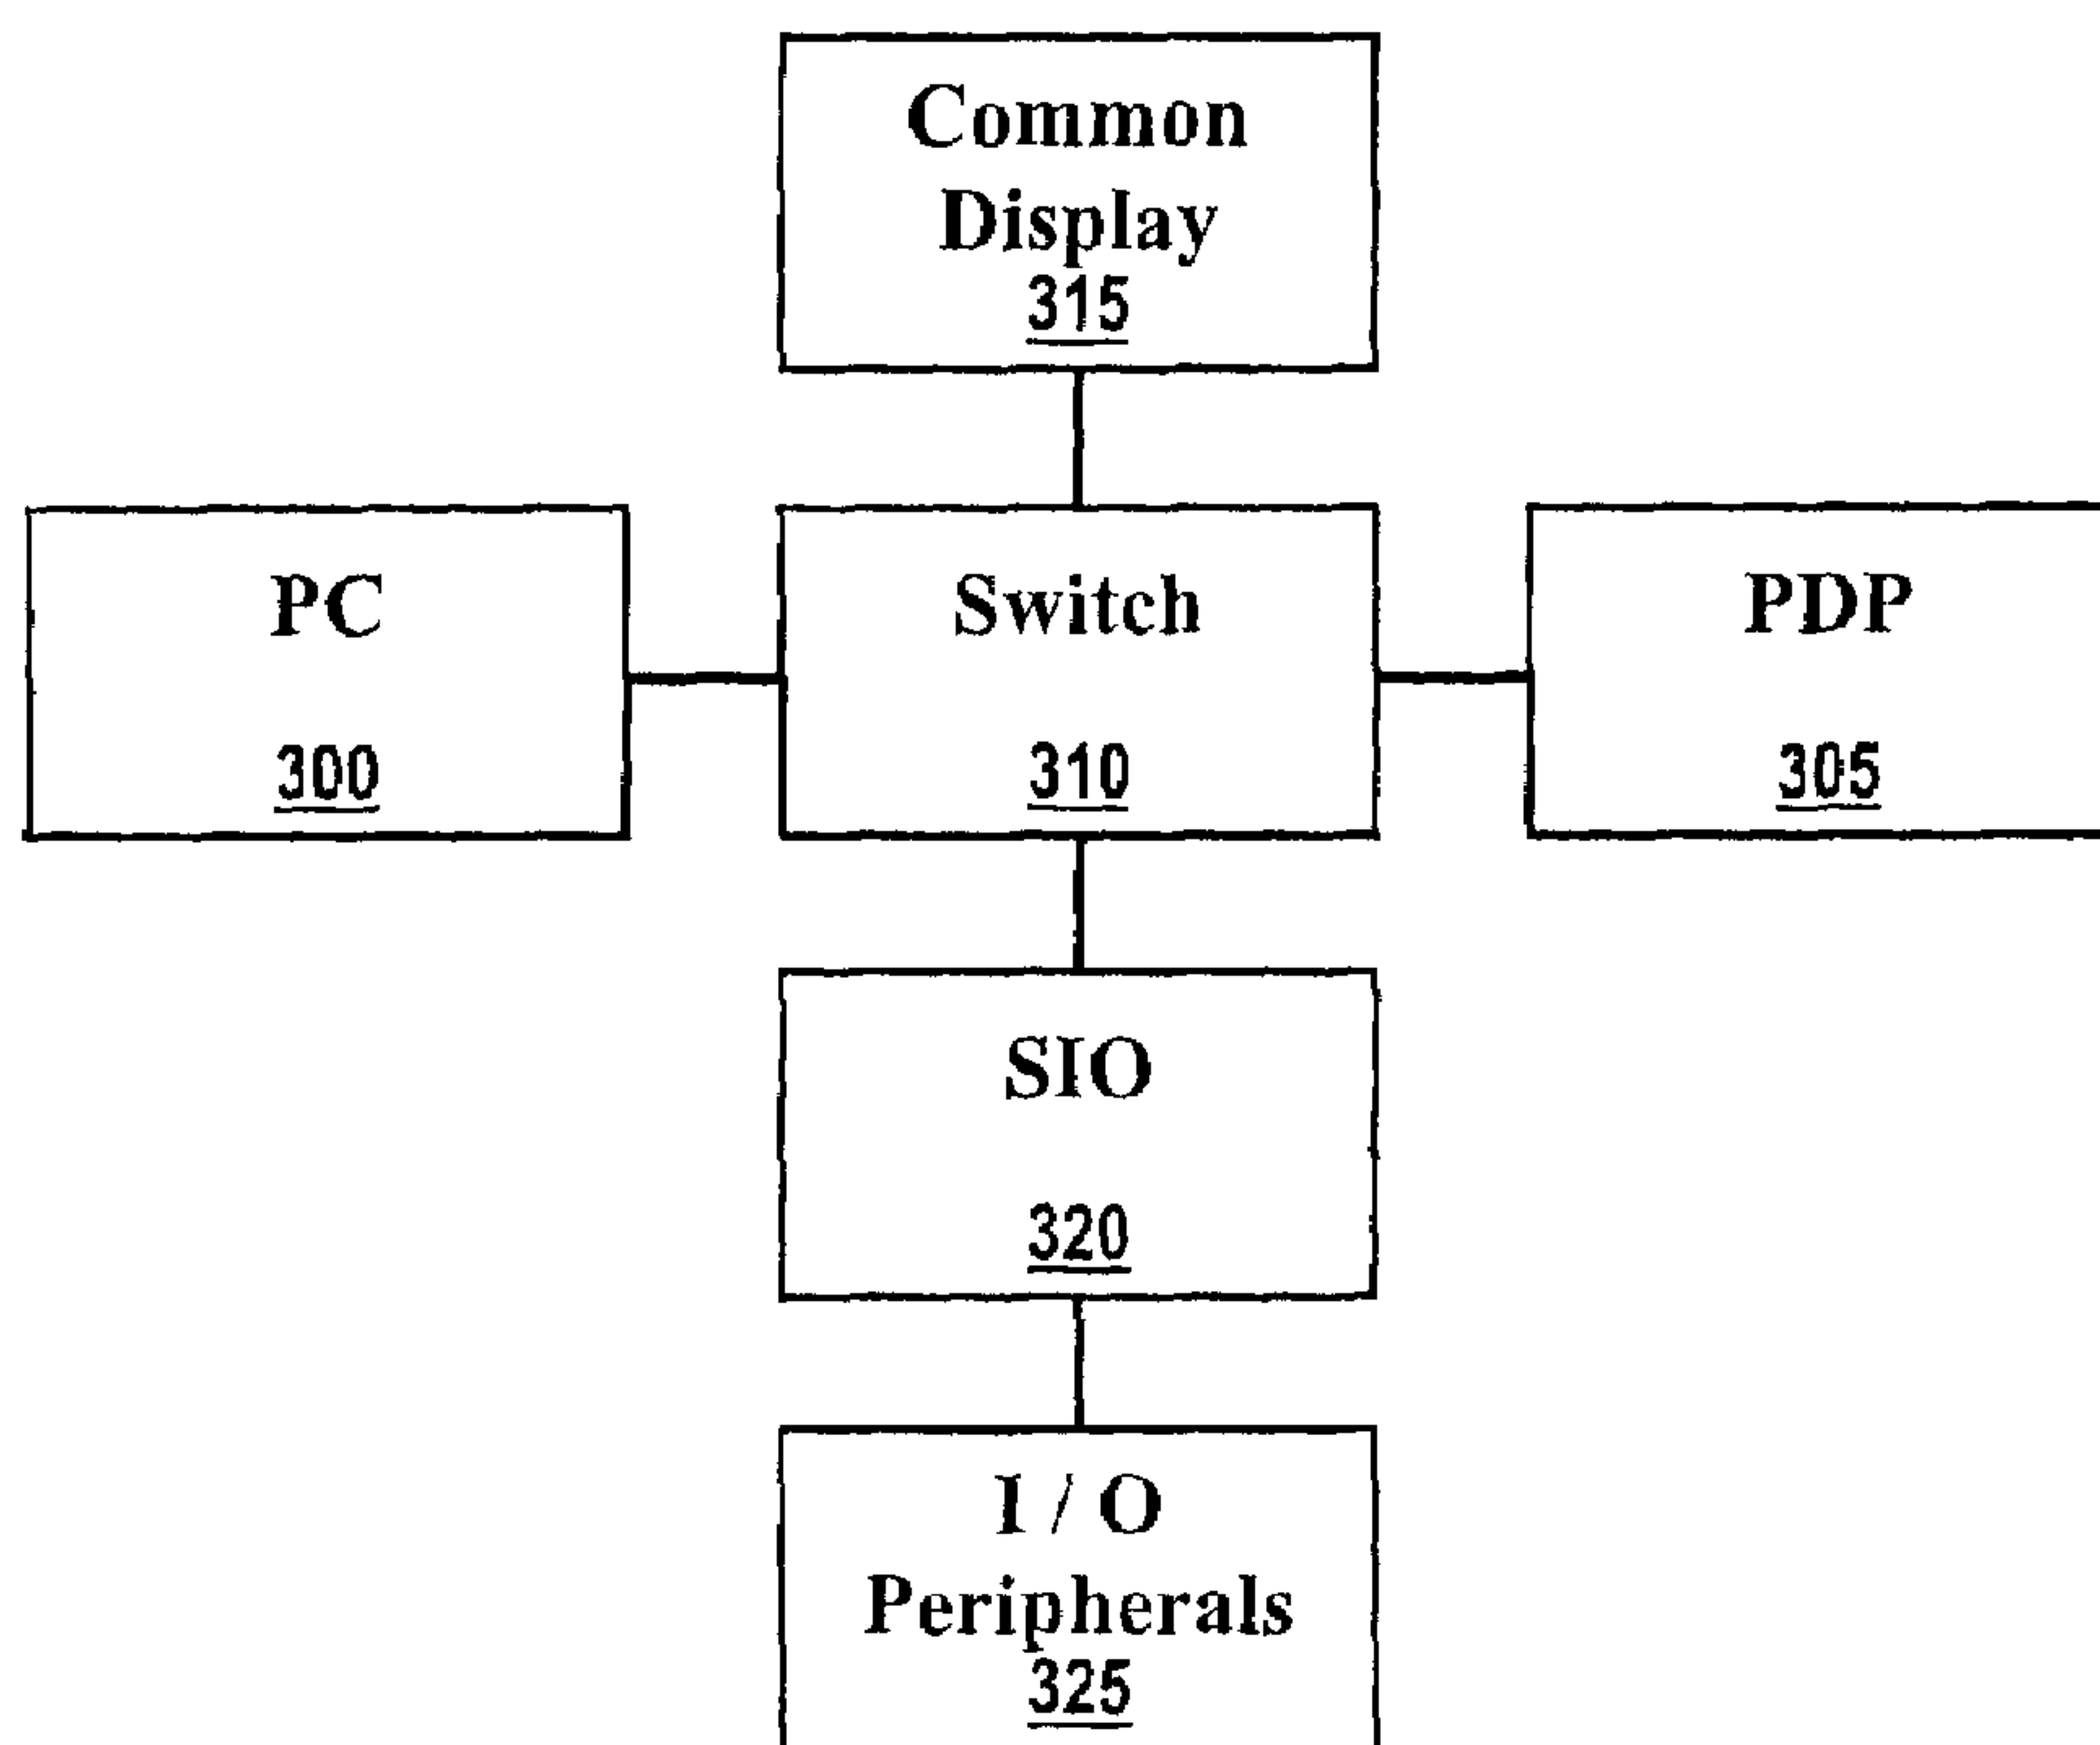 Common
Display
315
PC
Switch
PDP
300
310
305
SIO
320
I / O
Peripherals
325